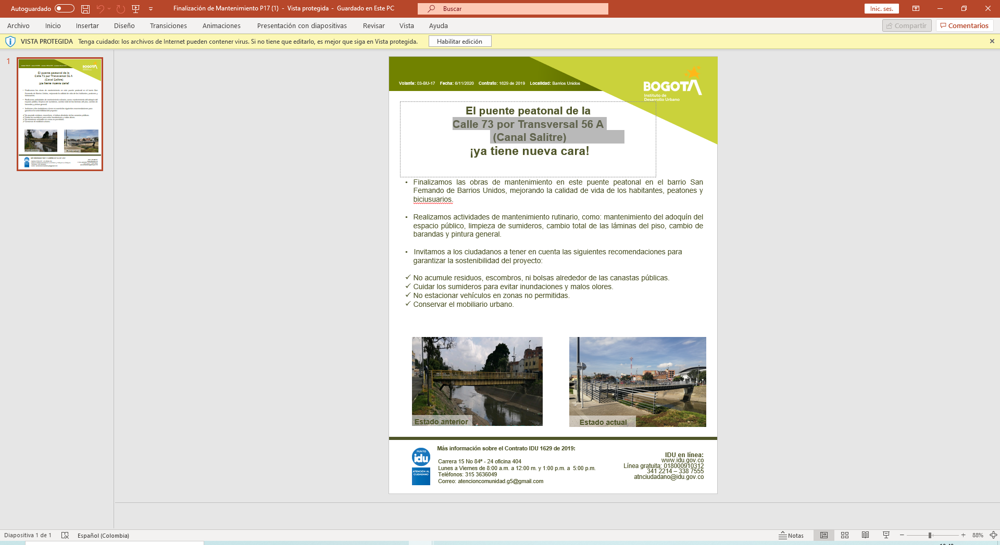 Autoguardado
Finalización de Mantenimiento P17 (1) - Vista protegida - Guardado en Este PC
Buscar
Inic. ses.
Archivo Inicio Insertar Diseño Transiciones Animaciones Presentación con diapositivas Revisar Vista Ayuda
Compartir
Comentarios
VISTA PROTEGIDA Tenga cuidado: los archivos de Internet pueden contener virus. Si no tiene que editarlo, es mejor que siga en Vista protegida.
Habilitar edición
1
Volante: 03-BU-17 Fecha: 6/11/2020 Contrato: 1629 de 2019 Localidad: Barrios Unidos
BOGOTÁ
Instituto de
Desarrollo Urbano
El puente peatonal de la
Calle 73 por Transversal 56 A
(Canal Salitre)
¡ya tiene nueva cara!
• Finalizamos las obras de mantenimiento en este puente peatonal en el barrio San
Fernando de Barrios Unidos, mejorando la calidad de vida de los habitantes, peatones y
biciusuarios.
• Realizamos actividades de mantenimiento rutinario, como: mantenimiento del adoquín del
espacio público, limpieza de sumideros, cambio total de las láminas del piso, cambio de
barandas y pintura general.
• Invitamos a los ciudadanos a tener en cuenta las siguientes recomendaciones para
garantizar la sostenibilidad del proyecto:
✓ No acumule residuos, escombros, ni bolsas alrededor de las canastas públicas.
✓ Cuidar los sumideros para evitar inundaciones y malos olores.
✓ No estacionar vehículos en zonas no permitidas.
✓ Conservar el mobiliario urbano.
Estado anterior
Estado actual
PUNTO
idu
ATENCIÓN AL
CIUDADANO
Más información sobre el Contrato IDU 1629 de 2019:
Carrera 15 No 84ª - 24 oficina 404
Lunes a Viernes de 8:00 a.m. a 12:00 m. y 1:00 p.m. a 5:00 p.m.
Teléfonos: 315 3636049
Correo: atencioncomunidad.g5@gmail.com
IDU en línea:
www.idu.gov.co
Línea gratuita: 018000910312
341 2214 – 338 7555
atnciudadano@idu.gov.co
Diapositiva 1 de 1
Español (Colombia)
Notas
88%